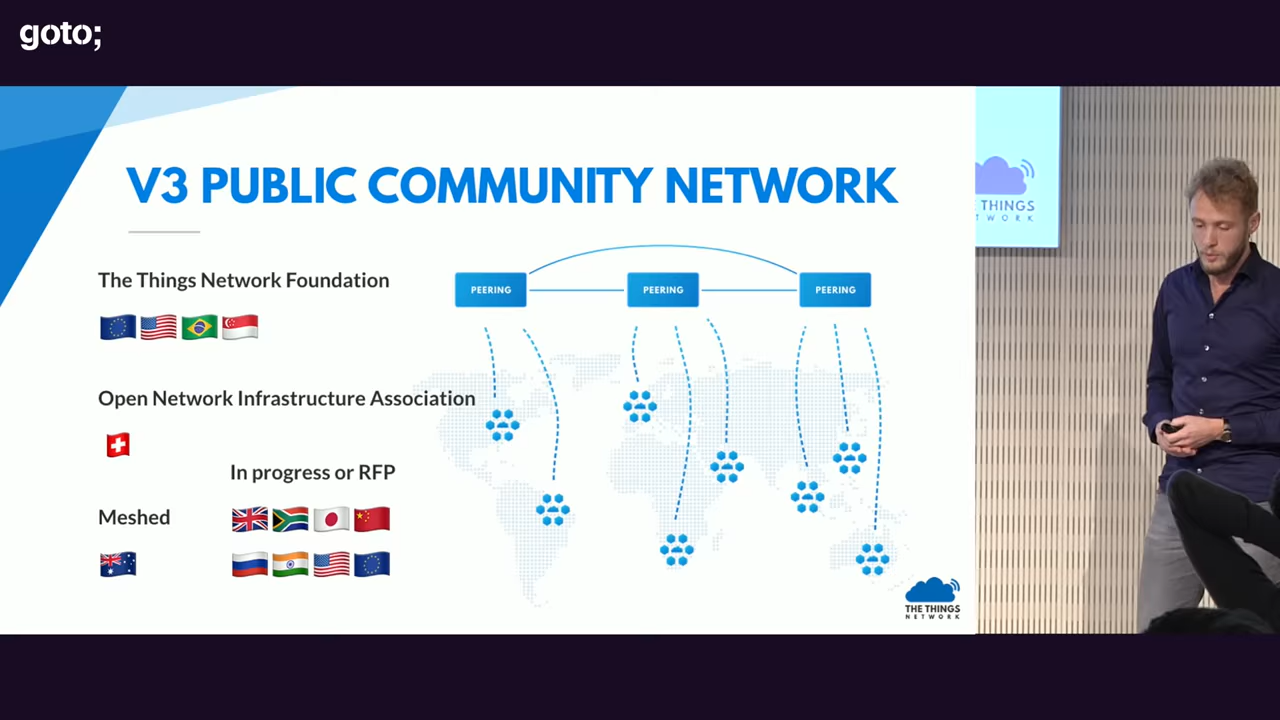 goto;
V3 PUBLIC COMMUNITY NETWORK
The Things Network Foundation
PEERING
PEERING
PEERING
Open Network Infrastructure Association
In progress or RFP
Meshed
THE THINGS
NETWORK
THINGS
NETWORK